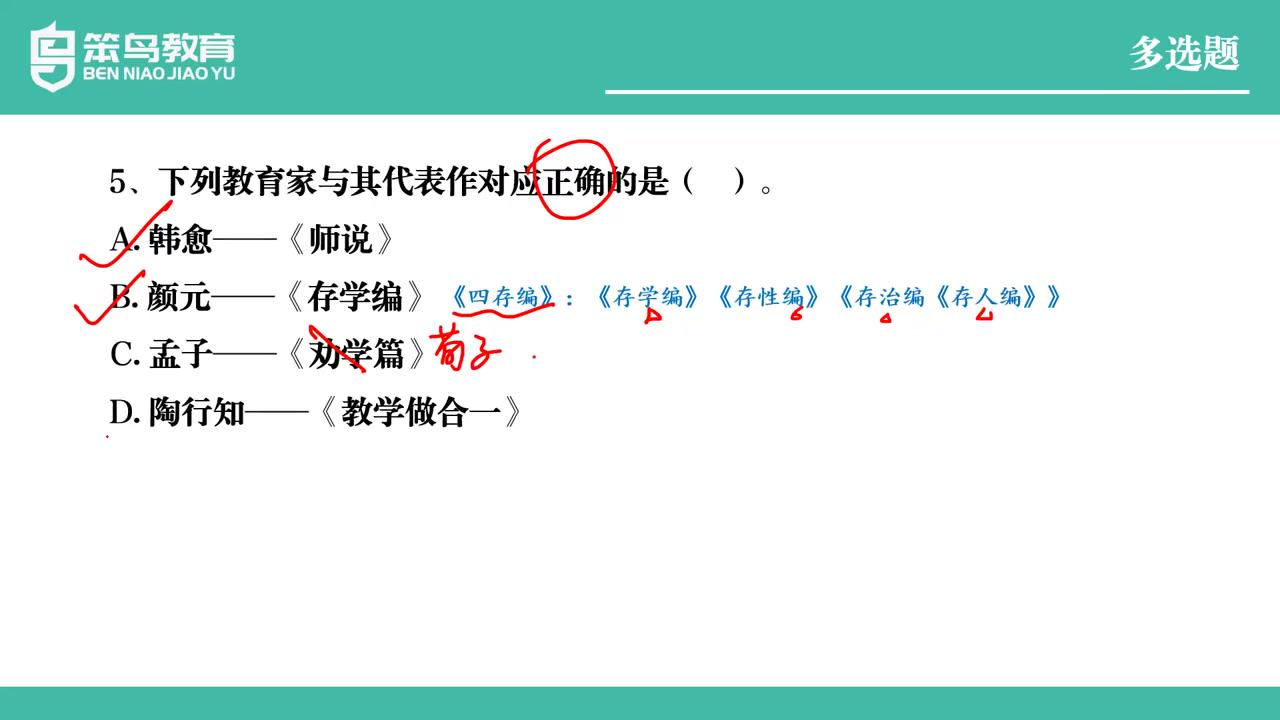 笨鸟教育
BEN NIAO JIAO YU
多选题
5、下列教育家与其代表作对应正确的是（ ）。
A. 韩愈——《师说》
B. 颜元——《存学编》 《四存编》：《存学编》《存性编》《存治编《存人编》》
C. 孟子——《劝学篇》荀子
D. 陶行知——《教学做合一》